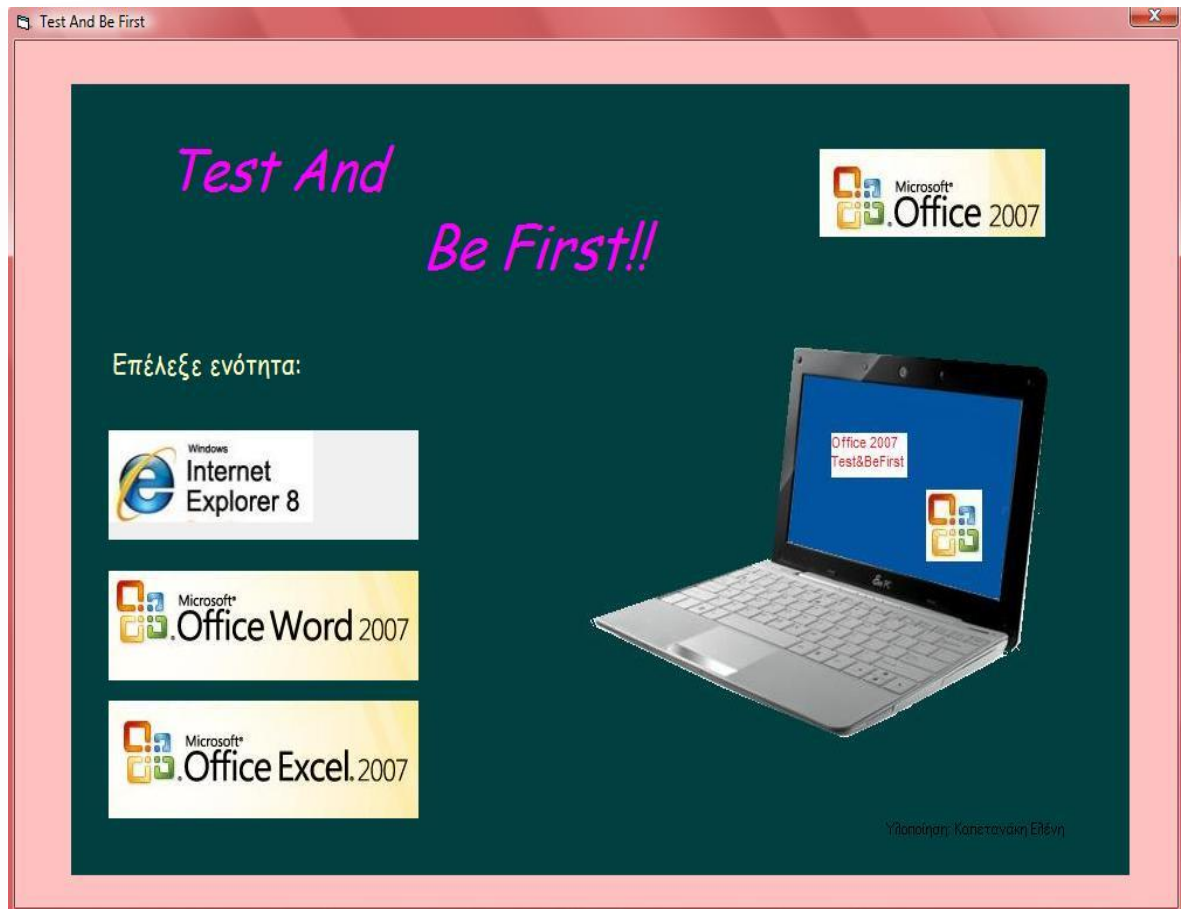 Test And Be First
Test And
Be First!!
Microsoft®
Office 2007
Επέλεξε ενότητα:
Windows
Internet
Explorer 8
Office 2007
Test&BeFirst
Microsoft®
Office Word 2007
Microsoft®
Office Excel 2007
Υλοποίηση: Καπετανάκη Ελένη